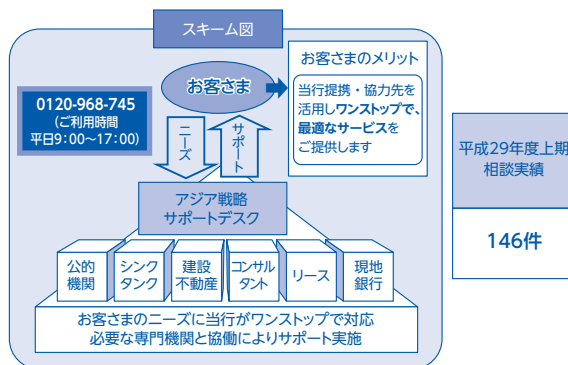 スキーム図
お客さま
お客さまのメリット
当行提携・協力先を
活用しワンストップで、
最適なサービスを
ご提供します
0120-968-745
(ご利用時間
平日9:00〜17:00)
ニーズ
サポート
アジア戦略
サポートデスク
公的
機関
シンク
タンク
建設
不動産
コンサル
タント
リース
現地
銀行
お客さまのニーズに当行がワンストップで対応
必要な専門機関と協働によりサポート実施
平成29年度上期
相談実績
146件